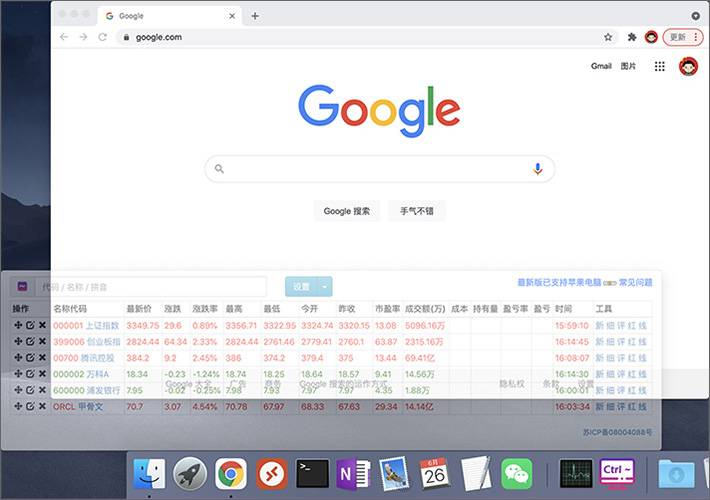 Google
google.com
更新
Gmail 图片
Google
Google 搜索 手气不错
代码 / 名称 / 拼音 设置 最新版已支持苹果电脑 常见问题
操作 名称代码 最新价 涨跌 涨跌率 最高 最低 今开 昨收 市盈率 成交额(万) 成本 持有量 盈亏率 盈亏 时间 工具
000001 上证指数 3349.75 29.6 0.89% 3356.71 3322.95 3324.74 3320.15 13.08 5096.16万 15:59:10 新 细 评 红 线
399006 创业板指 2824.44 64.34 2.33% 2824.44 2761.46 2779.41 2760.1 63.87 2315.16万 16:14:45 新 细 评 红 线
00700 腾讯控股 384.2 9.2 2.45% 386 374.2 379.4 375 13.44 69.41亿 16:08:07 新 细 评 红 线
000002 万科A 18.34 -0.23 -1.24% 18.74 18.25 18.64 18.57 9.41 14.56万 16:14:30 新 细 评 红 线
600000 浦发银行 7.95 -0.02 -0.25% 7.98 7.93 7.97 7.97 4.35 1.88万 16:00:01 新 细 评 红 线
Google 大全 广告 商务 Google 搜索的运作方式 隐私权 条款 设置
ORCL 甲骨文 70.7 3.07 4.54% 70.78 67.97 68.33 67.63 29.34 14.14亿 16:03:34 新 细 评 红 线
苏ICP备08004088号
>_
N
6月
26
Ctrl ~